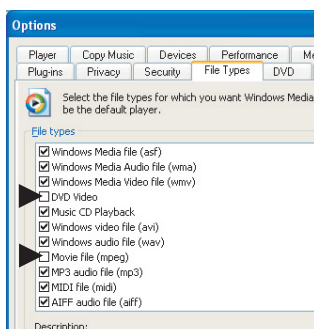 Options
Player Copy Music Devices Performance
Plug-ins Privacy Security File Types DVD
Select the file types for which you want Windows Media
be the default player.
File types
Windows Media file (asf)
Windows Media Audio file (wma)
Windows Media Video file (wmv)
DVD Video
Music CD Playback
Windows video file (avi)
Windows audio file (wav)
Movie file (mpeg)
MP3 audio file (mp3)
MIDI file (midi)
AIFF audio file (aiff)
Description: